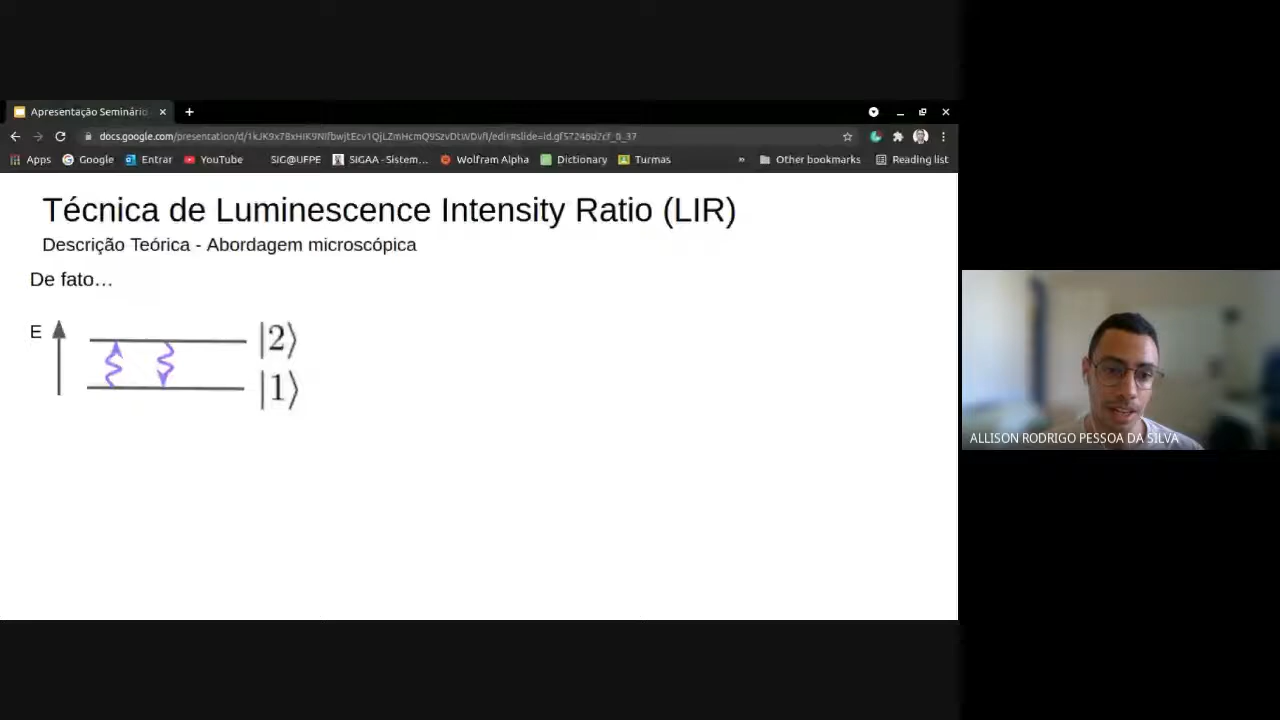 Apresentação Seminário
docs.google.com/presentation/d/
Apps
Google
Entrar
YouTube
SIG@UFPE
SIGAA - Sistem...
Wolfram Alpha
Dictionary
Turmas
»
Other bookmarks
Reading list
Técnica de Luminescence Intensity Ratio (LIR)
Descrição Teórica - Abordagem microscópica
De fato...
E
|2⟩
|1⟩
ALLISON RODRIGO PESSOA DA SILVA